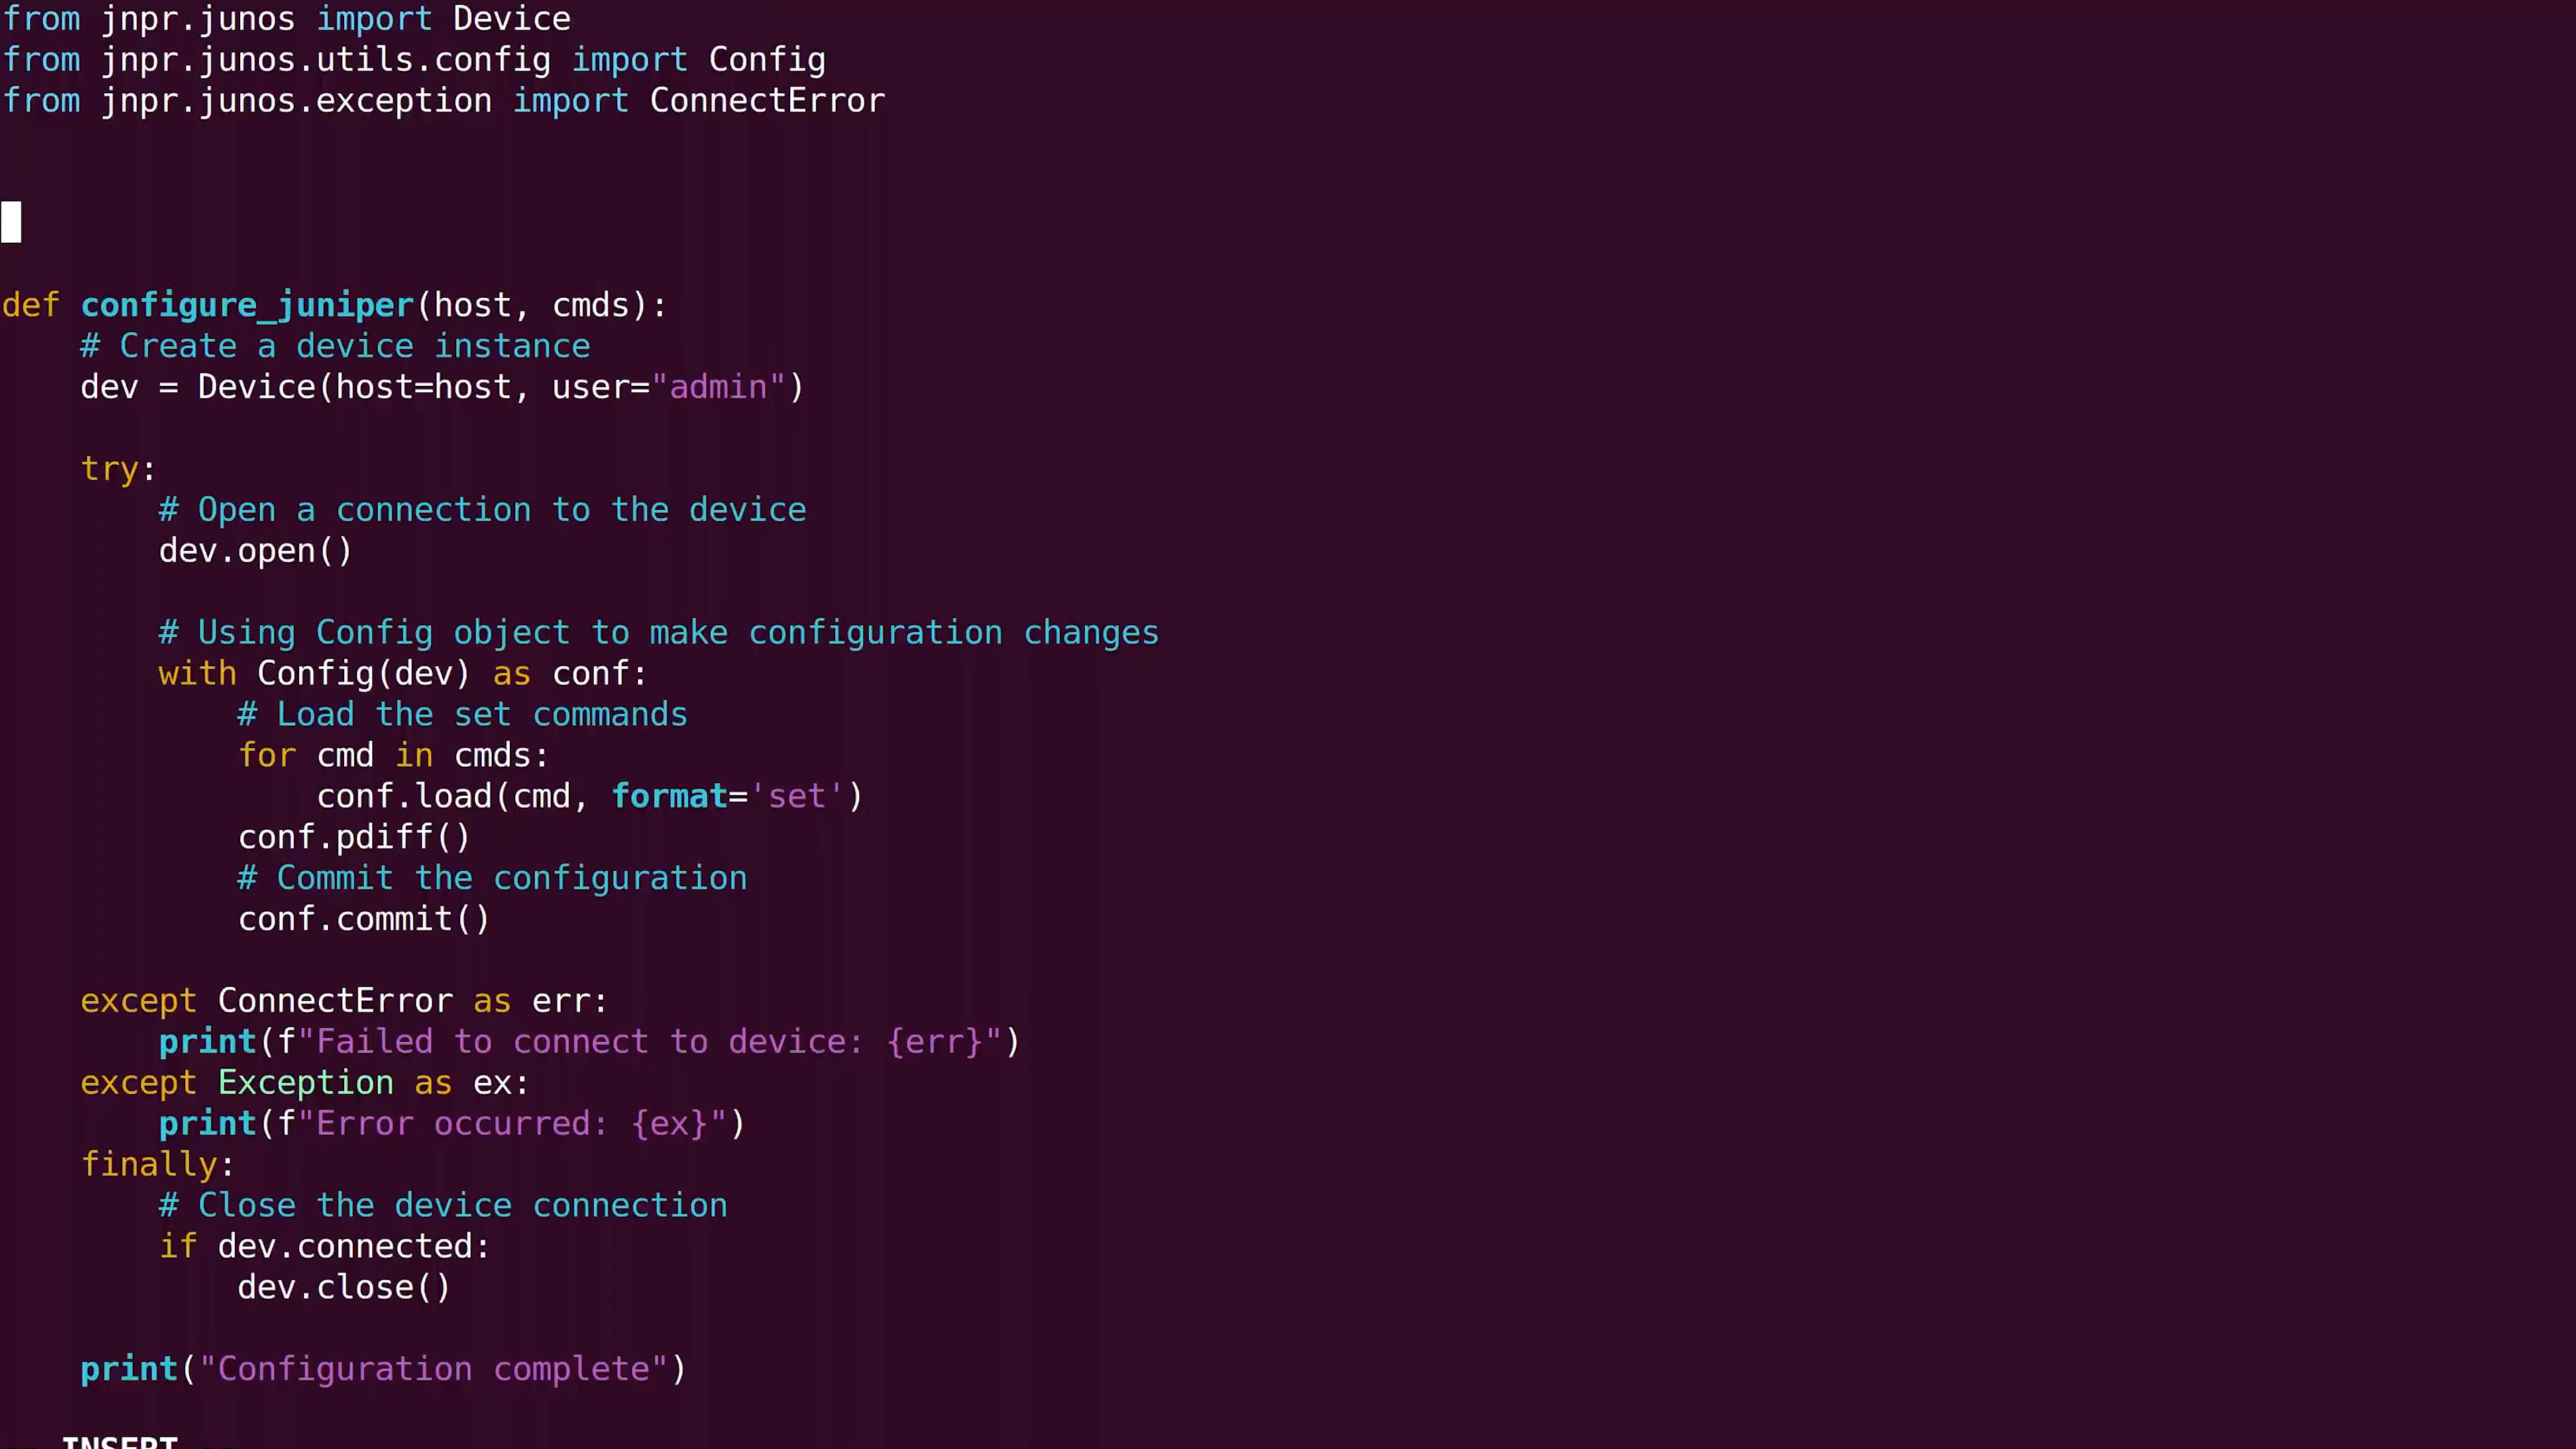 from jnpr.junos import Device
from jnpr.junos.utils.config import Config
from jnpr.junos.exception import ConnectError
def configure_juniper(host, cmds):
    # Create a device instance
    dev = Device(host=host, user="admin")
    try:
        # Open a connection to the device
        dev.open()
        # Using Config object to make configuration changes
        with Config(dev) as conf:
            # Load the set commands
            for cmd in cmds:
                conf.load(cmd, format='set')
            conf.pdiff()
            # Commit the configuration
            conf.commit()
    except ConnectError as err:
        print(f"Failed to connect to device: {err}")
    except Exception as ex:
        print(f"Error occurred: {ex}")
    finally:
        # Close the device connection
        if dev.connected:
            dev.close()
    print("Configuration complete")
-- INSERT --